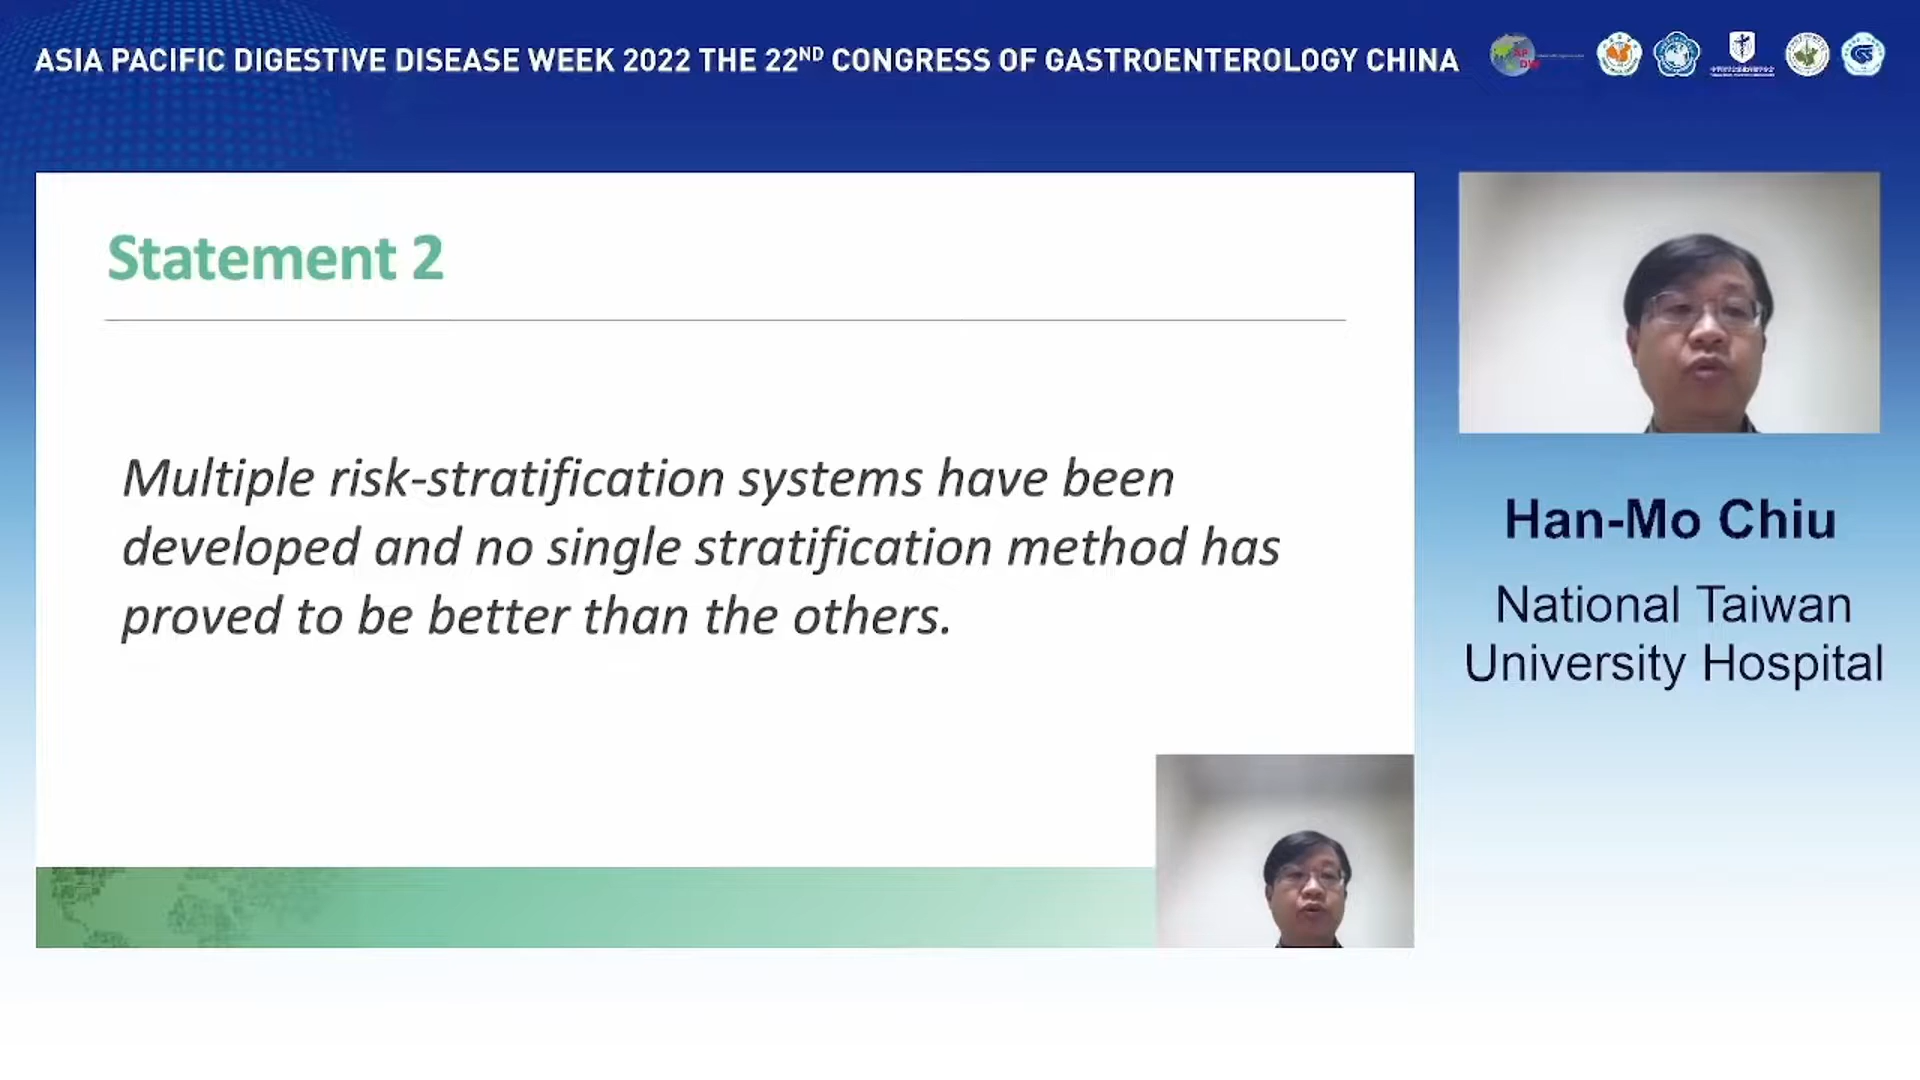 ASIA PACIFIC DIGESTIVE DISEASE WEEK 2022 THE 22ND CONGRESS OF GASTROENTEROLOGY CHINA
Statement 2
Multiple risk-stratification systems have been
developed and no single stratification method has
proved to be better than the others.
Han-Mo Chiu
National Taiwan
University Hospital